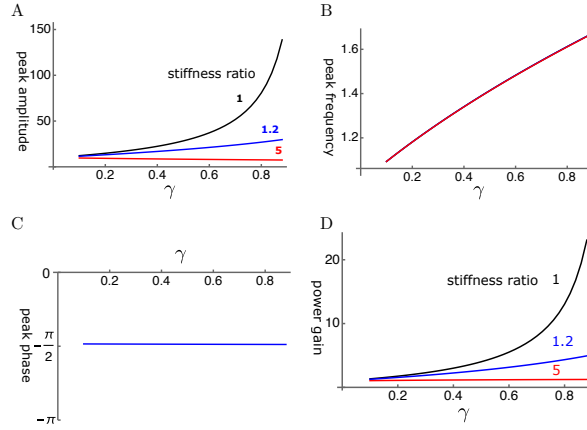 A
peak amplitude
150
100
50
0.2
0.4
0.6
0.8
γ
stiffness ratio
1
1.2
5
B
peak frequency
1.6
1.4
1.2
0.2
0.4
0.6
0.8
γ
C
γ
0
0.2
0.4
0.6
0.8
peak phase
-π/2
-π
D
power gain
20
10
0.2
0.4
0.6
0.8
γ
stiffness ratio
1
1.2
5